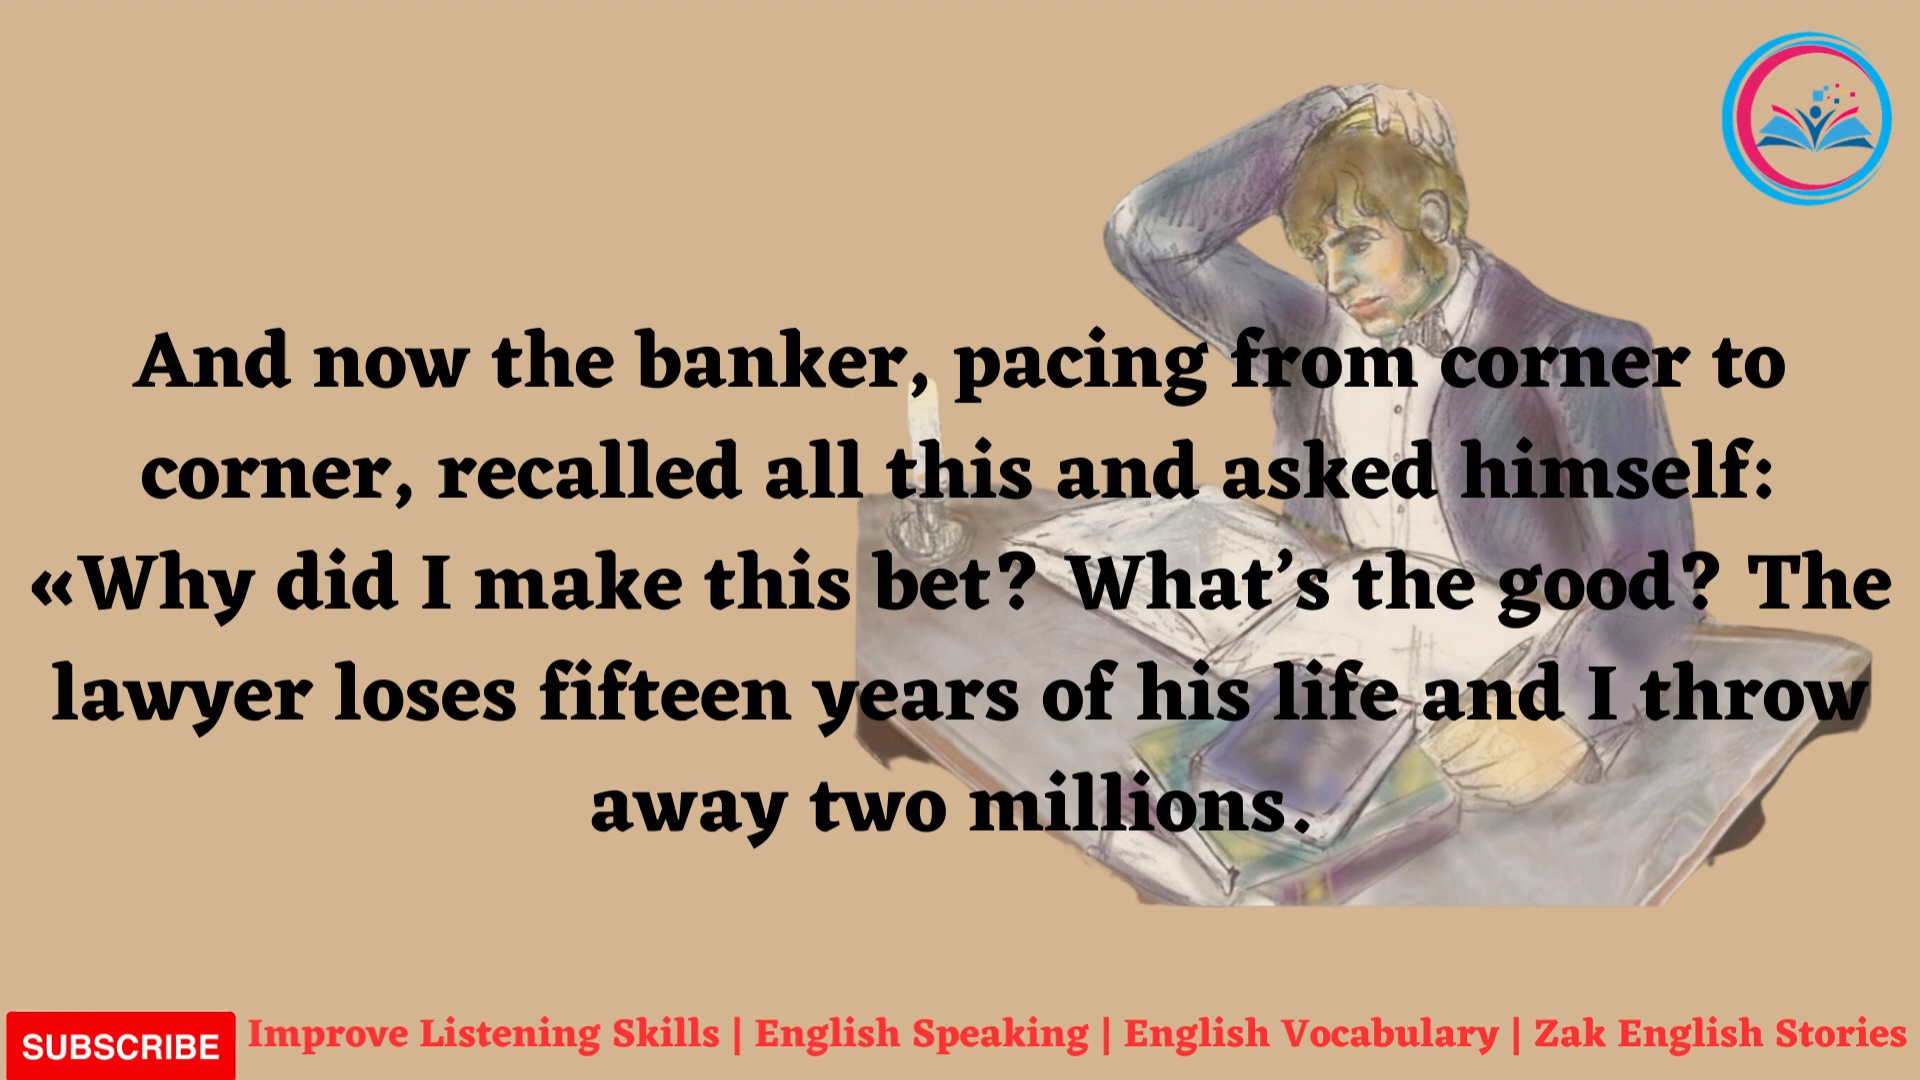 And now the banker, pacing from corner to
corner, recalled all this and asked himself:
«Why did I make this bet? What’s the good? The
lawyer loses fifteen years of his life and I throw
away two millions.
SUBSCRIBE
Improve Listening Skills | English Speaking | English Vocabulary | Zak English Stories